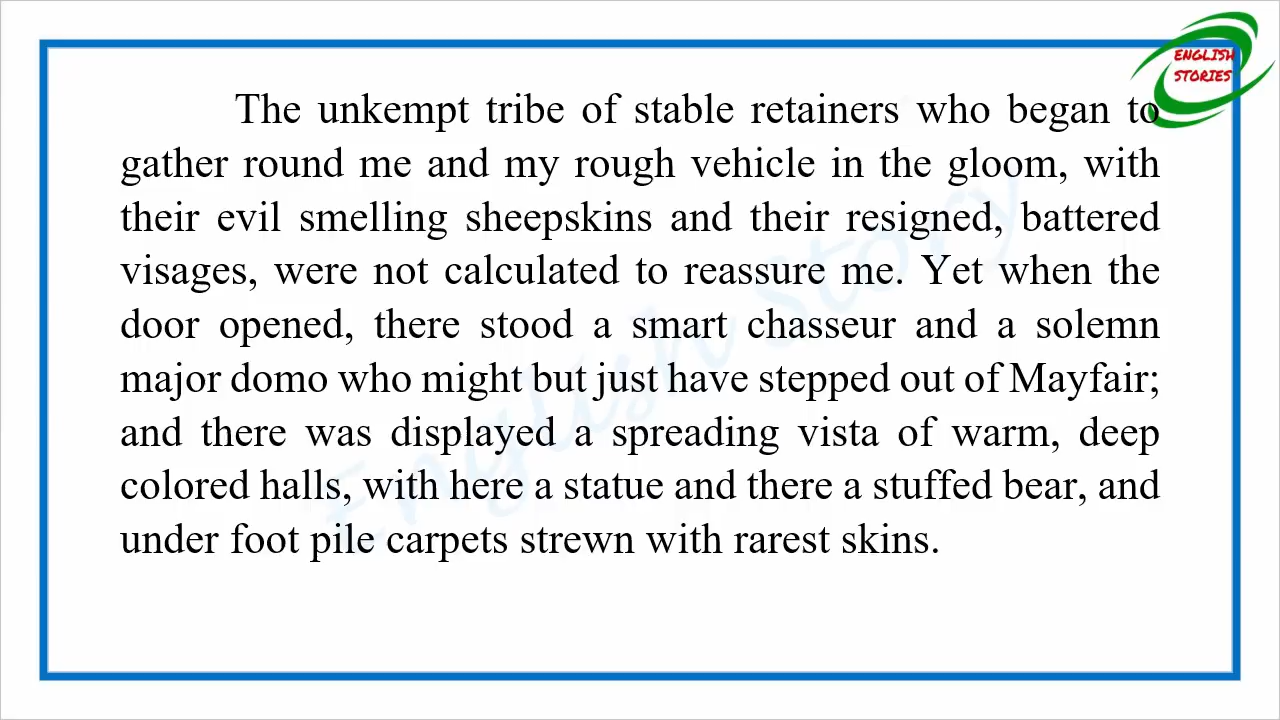 ENGLISH
STORIES
The unkempt tribe of stable retainers who began to
gather round me and my rough vehicle in the gloom, with
their evil smelling sheepskins and their resigned, battered
visages, were not calculated to reassure me. Yet when the
door opened, there stood a smart chasseur and a solemn
major domo who might but just have stepped out of Mayfair;
and there was displayed a spreading vista of warm, deep
colored halls, with here a statue and there a stuffed bear, and
under foot pile carpets strewn with rarest skins.
English Story